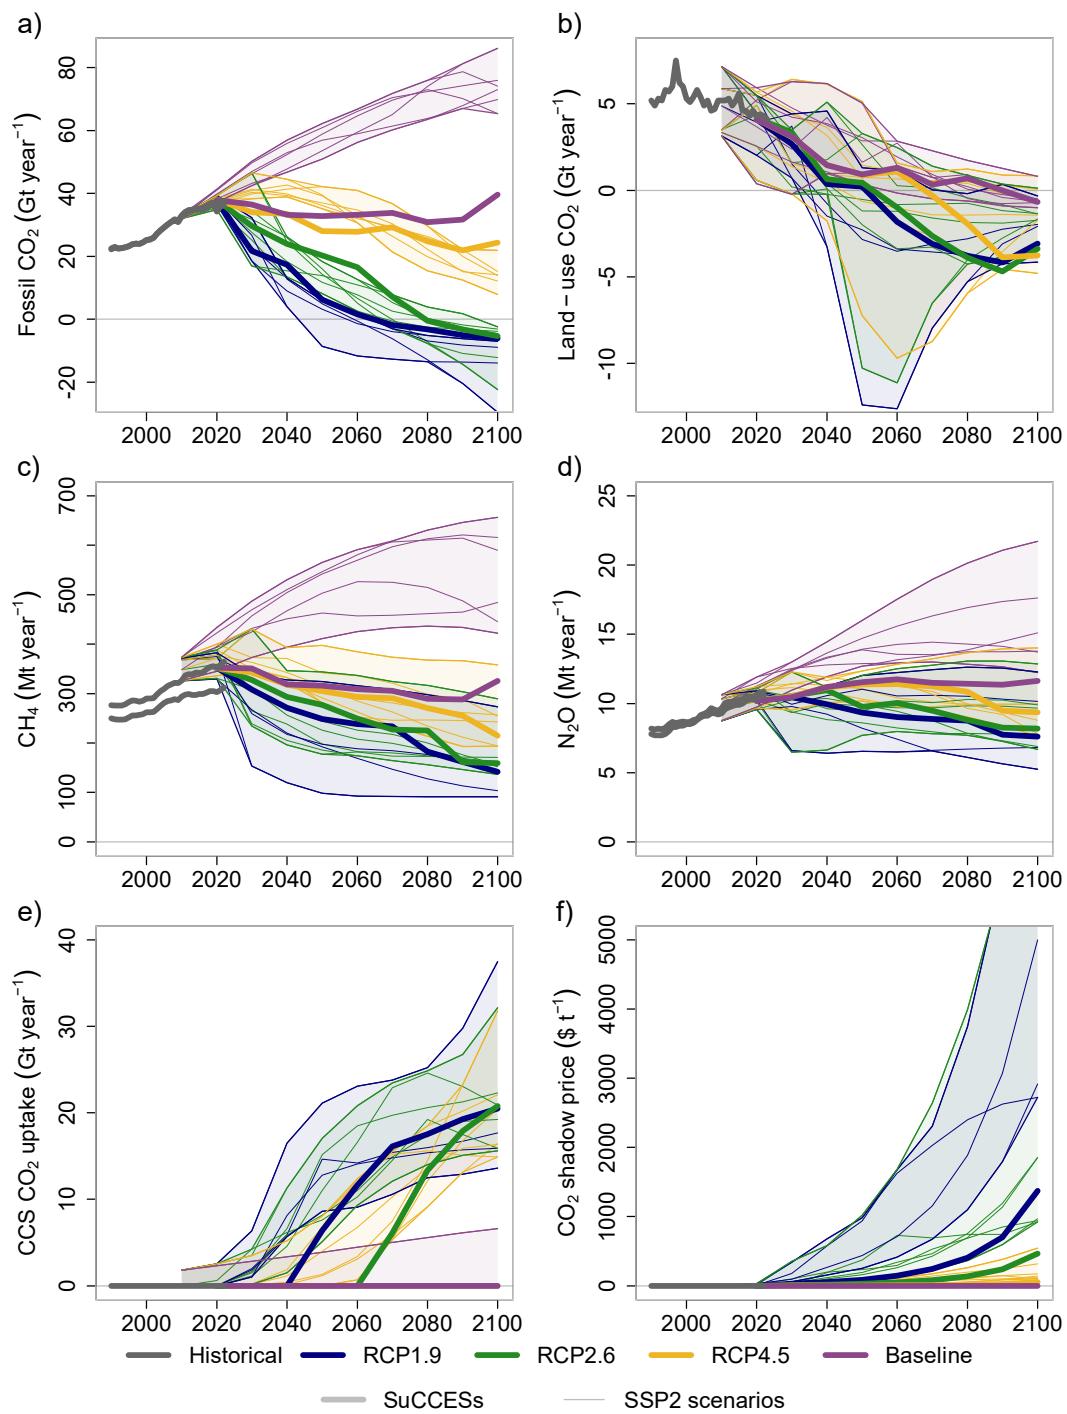 a)
Fossil CO₂ (Gt year⁻¹)
80
60
40
20
0
-20
2000 2020 2040 2060 2080 2100
b)
Land − use CO₂ (Gt year⁻¹)
5
0
-5
-10
2000 2020 2040 2060 2080 2100
c)
CH₄ (Mt year⁻¹)
700
500
300
100
0
2000 2020 2040 2060 2080 2100
d)
N₂O (Mt year⁻¹)
25
20
15
10
5
0
2000 2020 2040 2060 2080 2100
e)
CCS CO₂ uptake (Gt year⁻¹)
40
30
20
10
0
2000 2020 2040 2060 2080 2100
f)
CO₂ shadow price ($ t⁻¹)
5000
4000
3000
2000
1000
0
2000 2020 2040 2060 2080 2100
Historical RCP1.9 RCP2.6 RCP4.5 Baseline
SuCCESs SSP2 scenarios